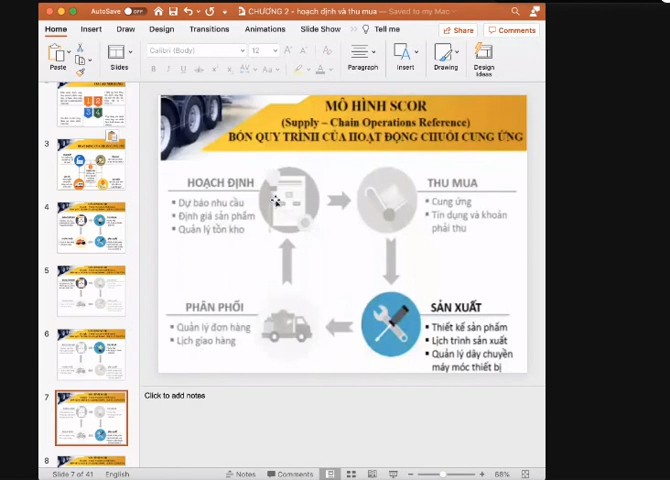 AutoSave OFF
CHƯƠNG 2 - hoạch định và thu mua — Saved to my Mac
Home Insert Draw Design Transitions Animations Slide Show Tell me Share Comments
Calibri (Body) 12
Paste Slides Paragraph Insert Drawing Design Ideas
MÔ HÌNH SCOR
(Supply – Chain Operations Reference)
BỐN QUY TRÌNH CỦA HOẠT ĐỘNG CHUỖI CUNG ỨNG
HOẠCH ĐỊNH
Dự báo nhu cầu
Định giá sản phẩm
Quản lý tồn kho
THU MUA
Cung ứng
Tín dụng và khoản phải thu
PHÂN PHỐI
Quản lý đơn hàng
Lịch giao hàng
SẢN XUẤT
Thiết kế sản phẩm
Lịch trình sản xuất
Quản lý dây chuyền máy móc thiết bị
3
4
5
6
7
8
Click to add notes
Slide 7 of 41 English Notes Comments 68%